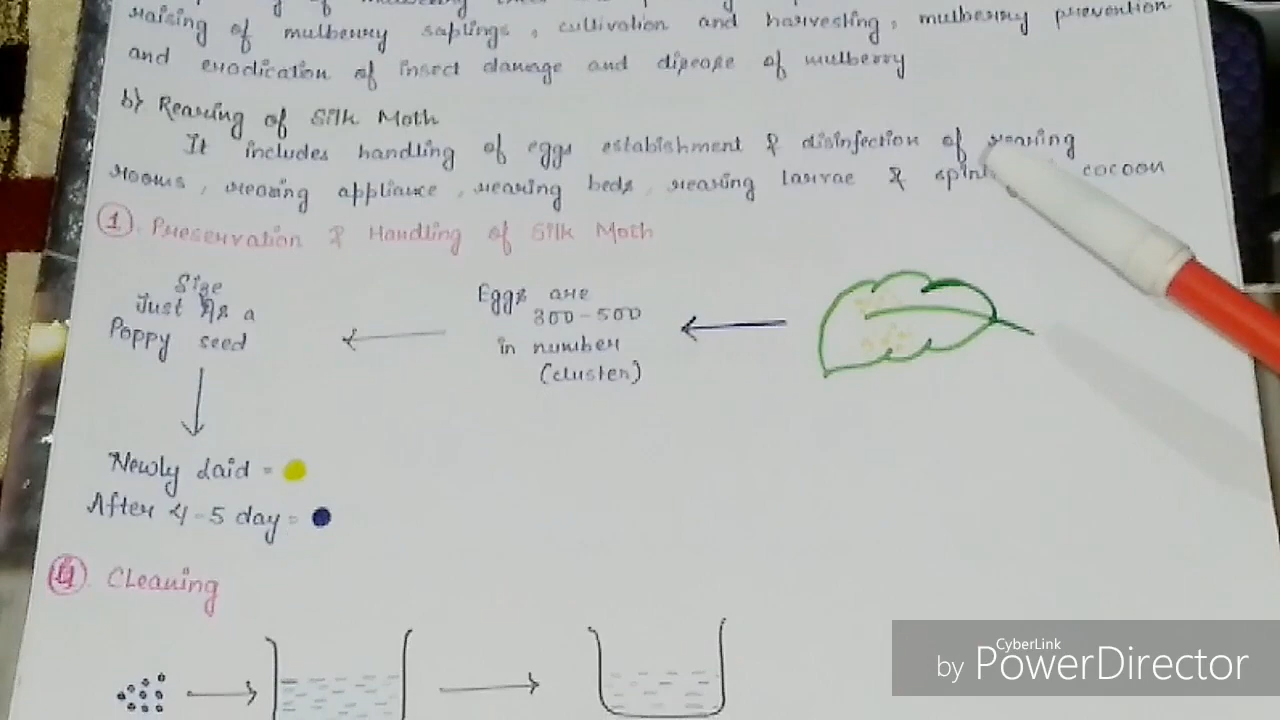 raising of mulberry saplings, cultivation and harvesting, mulberry prevention
and eradication of insect damage and disease of mulberry
b) Rearing of Silk Moth
It includes handling of eggs estabishment & disinfection of rearing
rooms, rearing appliance, rearing beds, rearing larvae & cocoon
1. Preservation & Handling of Silk Moth
Size
Just As a
Poppy seed
Eggs are
300-500
in number
(cluster)
Newly laid =
After 4-5 day =
Cleaning
CyberLink
by PowerDirector